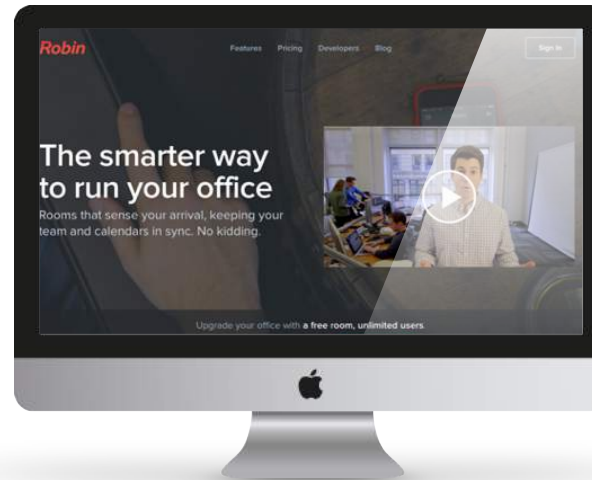 Robin
Features Pricing Developers Blog
Sign In
The smarter way
to run your office
Rooms that sense your arrival, keeping your
team and calendars in sync. No kidding.
Upgrade your office with a free room, unlimited users.